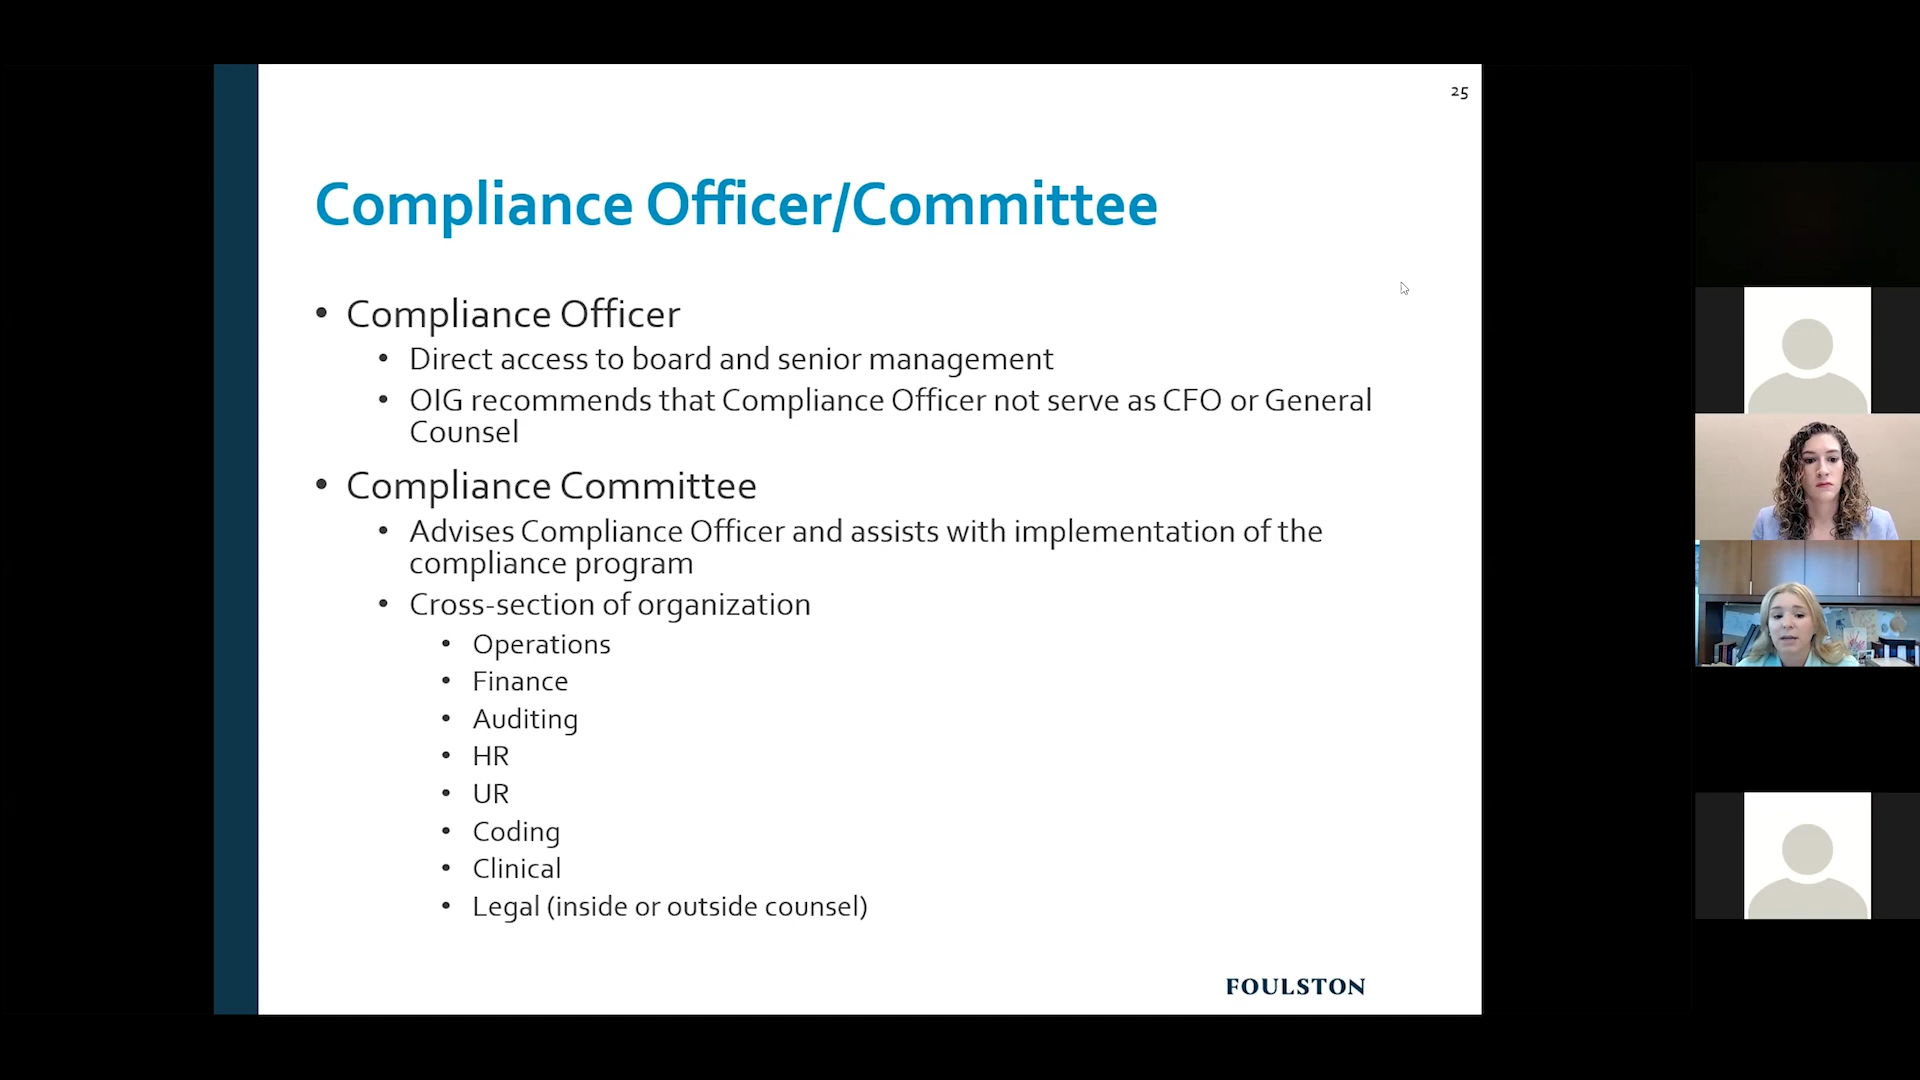 25
Compliance Officer/Committee
• Compliance Officer
• Direct access to board and senior management
• OIG recommends that Compliance Officer not serve as CFO or General
Counsel
• Compliance Committee
• Advises Compliance Officer and assists with implementation of the
compliance program
• Cross-section of organization
• Operations
• Finance
• Auditing
• HR
• UR
• Coding
• Clinical
• Legal (inside or outside counsel)
FOULSTON